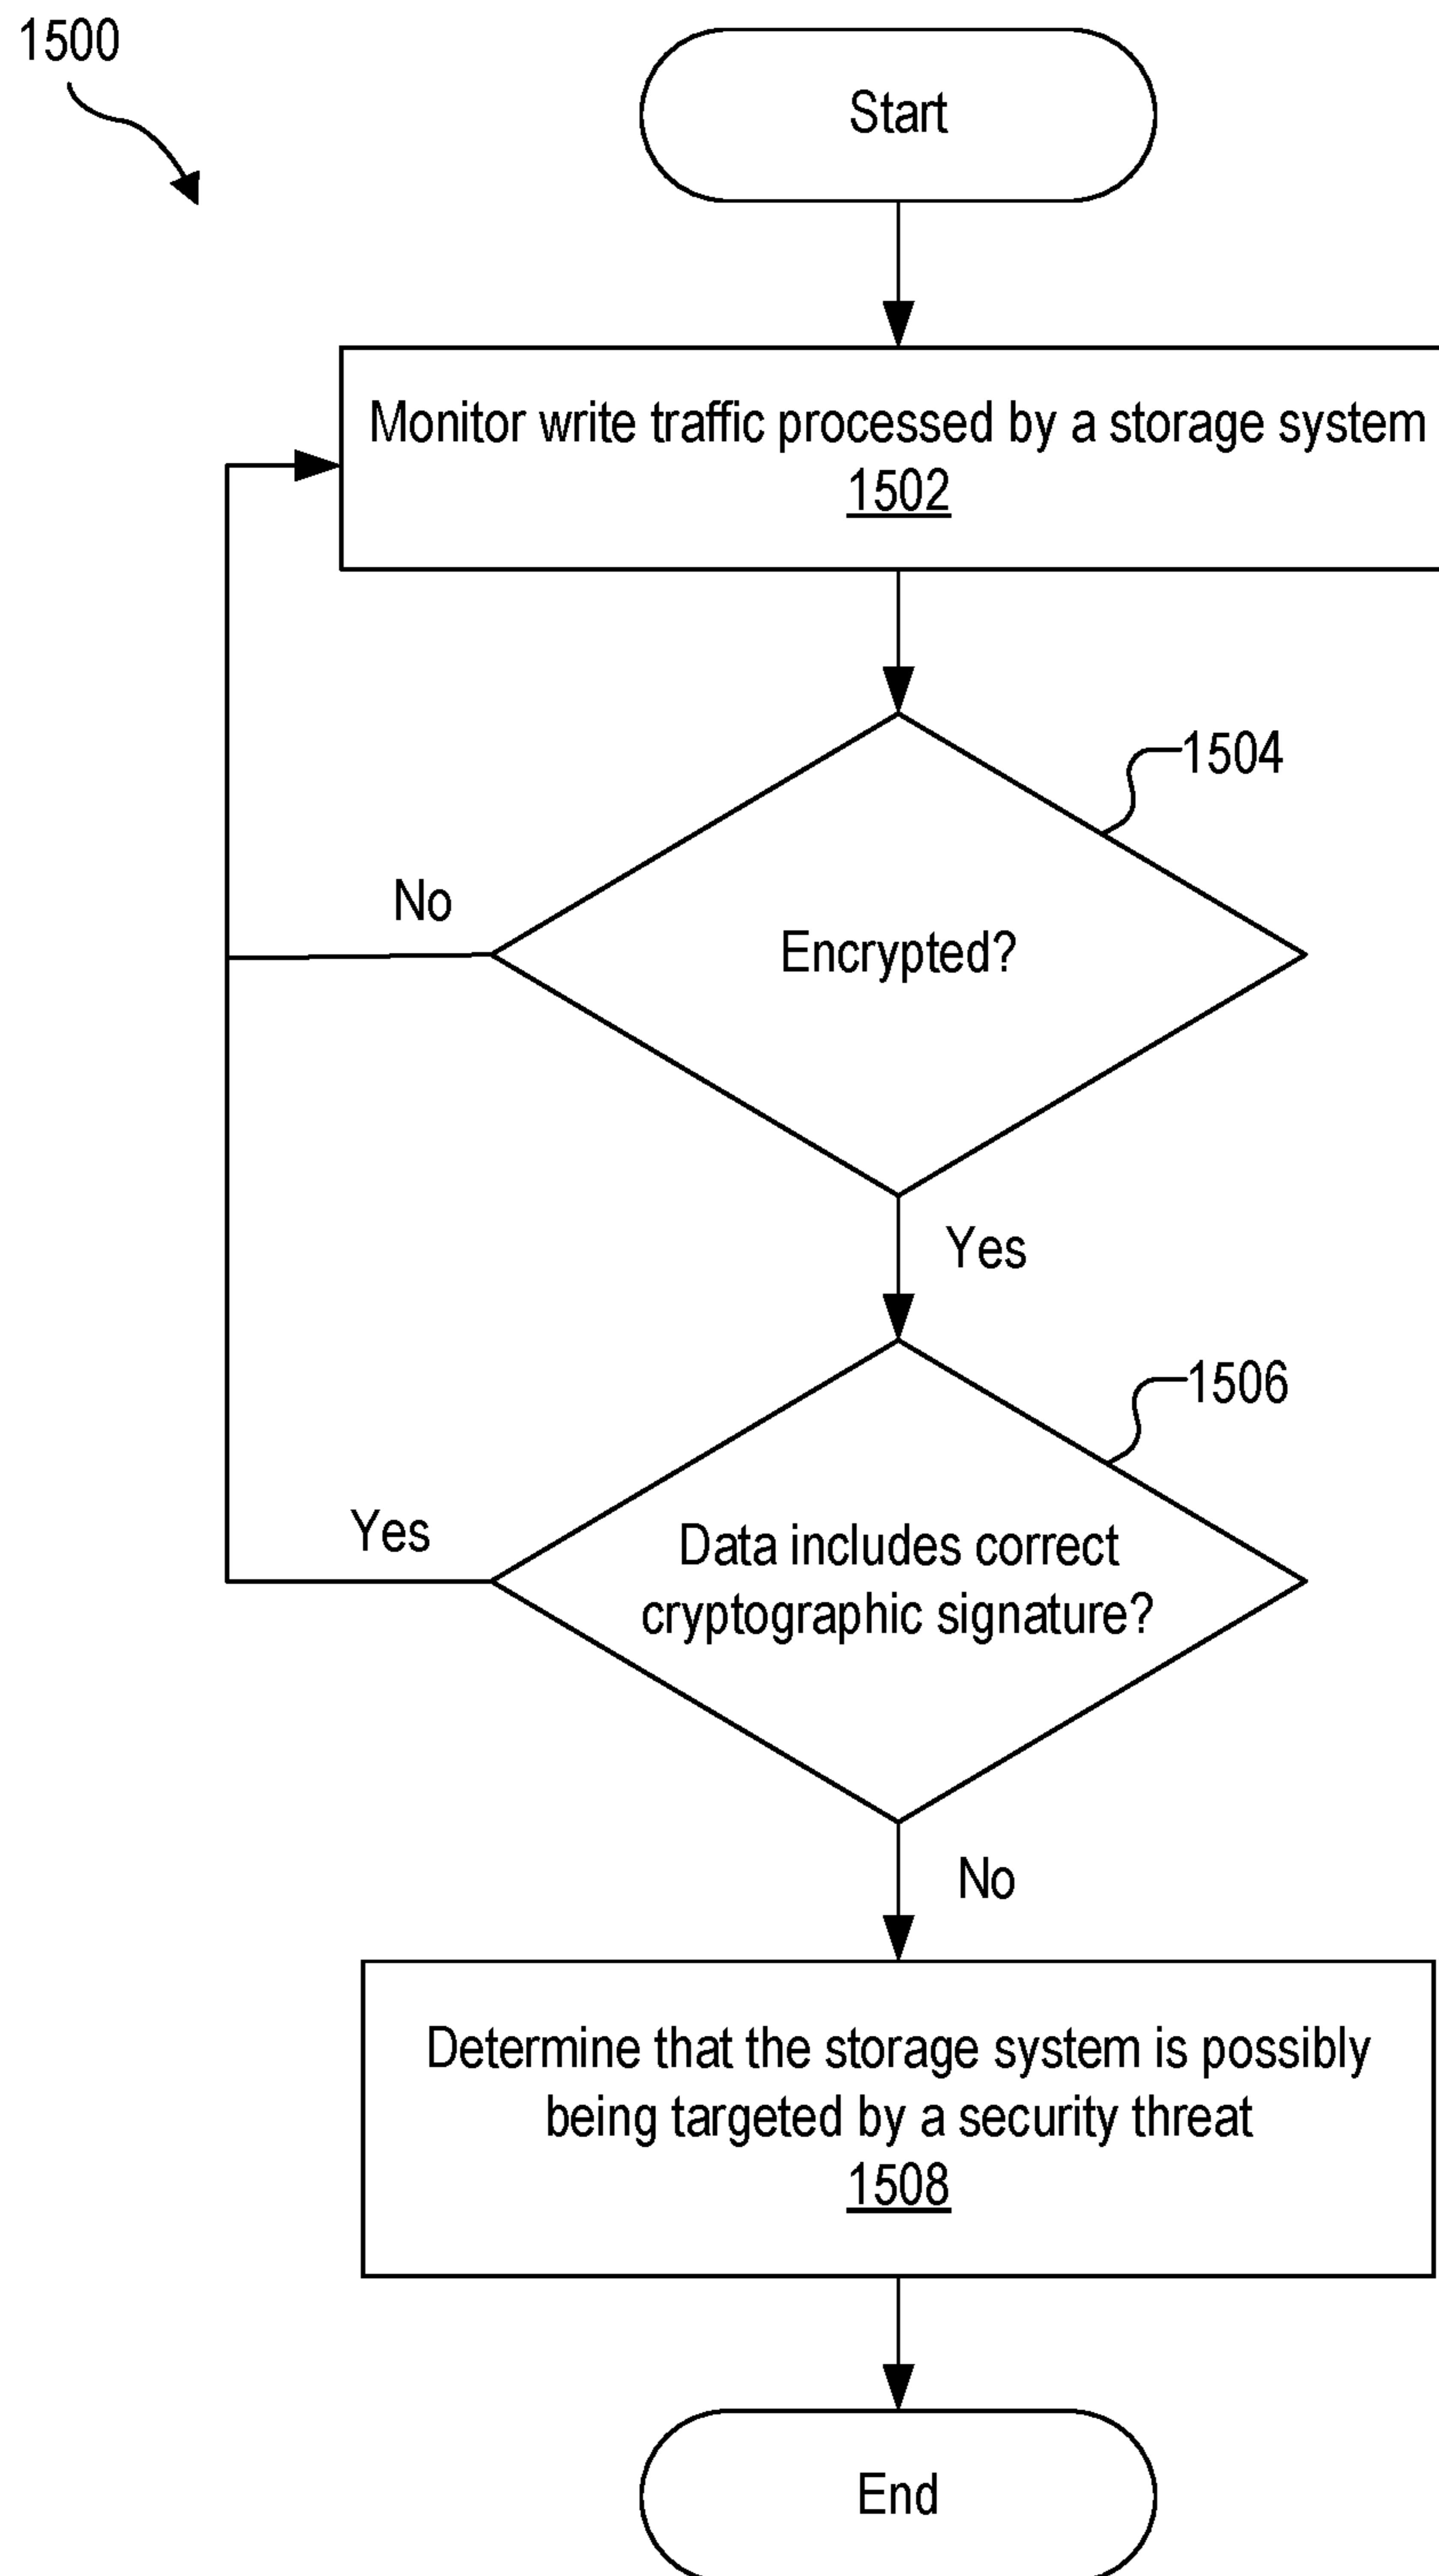 1500
Start
Monitor write traffic processed by a storage system
1502
1504
No
Encrypted?
Yes
1506
Yes
Data includes correct
cryptographic signature?
No
Determine that the storage system is possibly
being targeted by a security threat
1508
End